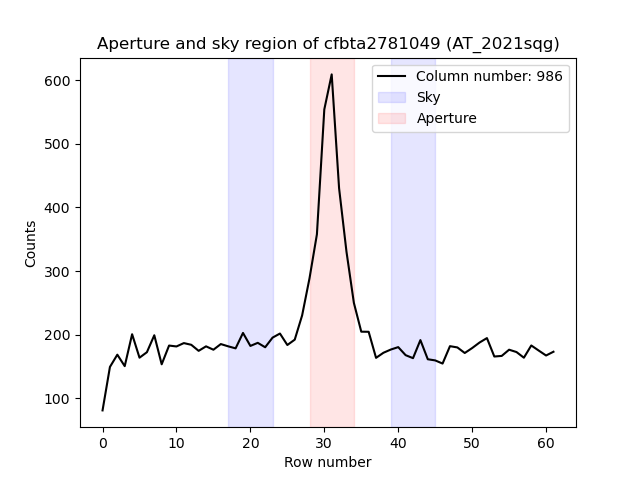 Aperture and sky region of cfbta2781049 (AT_2021sqg)
Column number: 986
Sky
Aperture
600
500
400
300
200
100
Counts
0 10 20 30 40 50 60
Row number